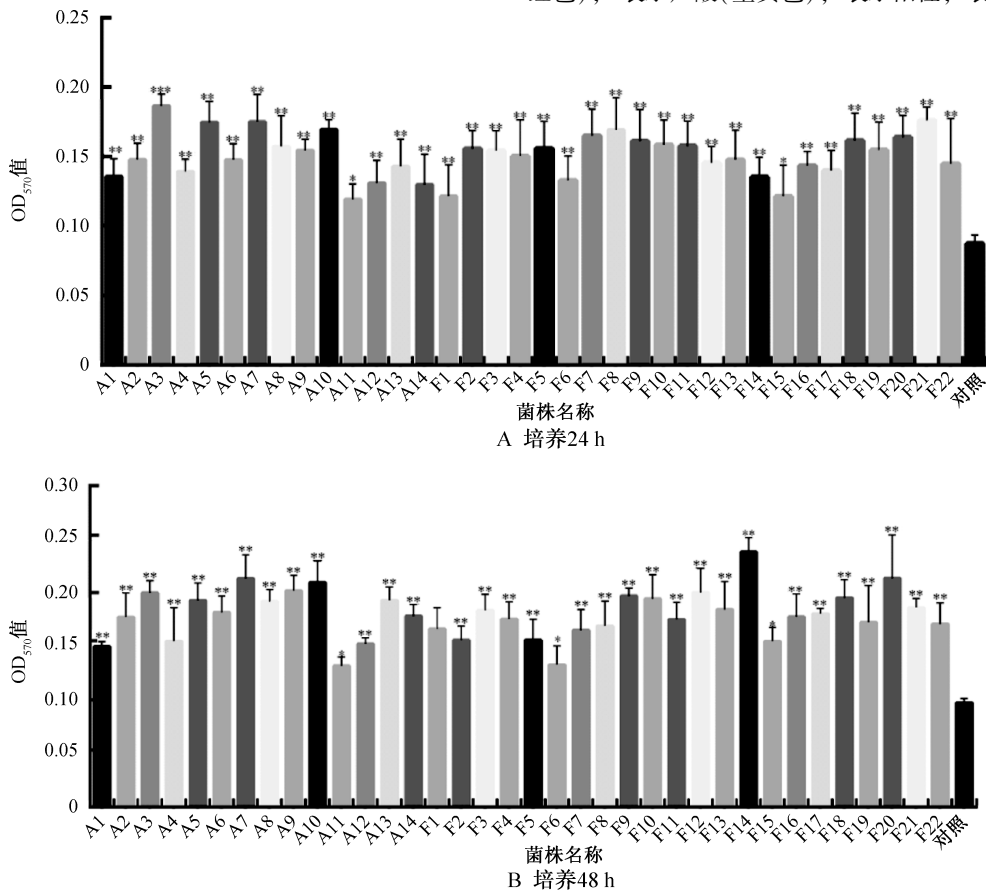 0.25
0.20
0.15
0.10
0.05
0
OD570值
** ** *** ** ** ** ** ** ** ** * ** ** ** ** ** ** ** ** ** ** ** ** ** ** ** ** ** * ** ** ** ** ** ** **
A1 A2 A3 A4 A5 A6 A7 A8 A9 A10 A11 A12 A13 A14 F1 F2 F3 F4 F5 F6 F7 F8 F9 F10 F11 F12 F13 F14 F15 F16 F17 F18 F19 F20 F21 F22 对照
菌株名称
A 培养24 h
0.30
0.25
0.20
0.15
0.10
0.05
0
OD570值
** ** ** ** ** ** ** ** ** ** * ** ** ** ** ** ** ** * ** ** ** ** ** ** ** ** * ** ** ** ** ** ** **
A1 A2 A3 A4 A5 A6 A7 A8 A9 A10 A11 A12 A13 A14 F1 F2 F3 F4 F5 F6 F7 F8 F9 F10 F11 F12 F13 F14 F15 F16 F17 F18 F19 F20 F21 F22 对照
菌株名称
B 培养48 h